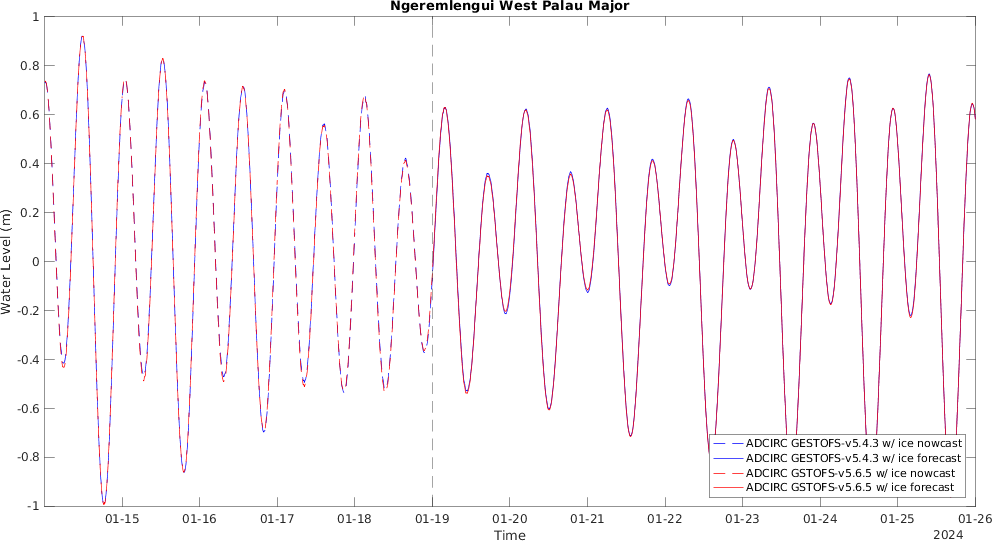 Ngeremlengui West Palau Major
1
0.8
0.6
0.4
0.2
0
-0.2
-0.4
-0.6
-0.8
-1
Water Level (m)
ADCIRC GESTOFS-v5.4.3 w/ ice nowcast
ADCIRC GESTOFS-v5.4.3 w/ ice forecast
ADCIRC GSTOFS-v5.6.5 w/ ice nowcast
ADCIRC GSTOFS-v5.6.5 w/ ice forecast
01-15 01-16 01-17 01-18 01-19 01-20 01-21 01-22 01-23 01-24 01-25 01-26
Time
2024